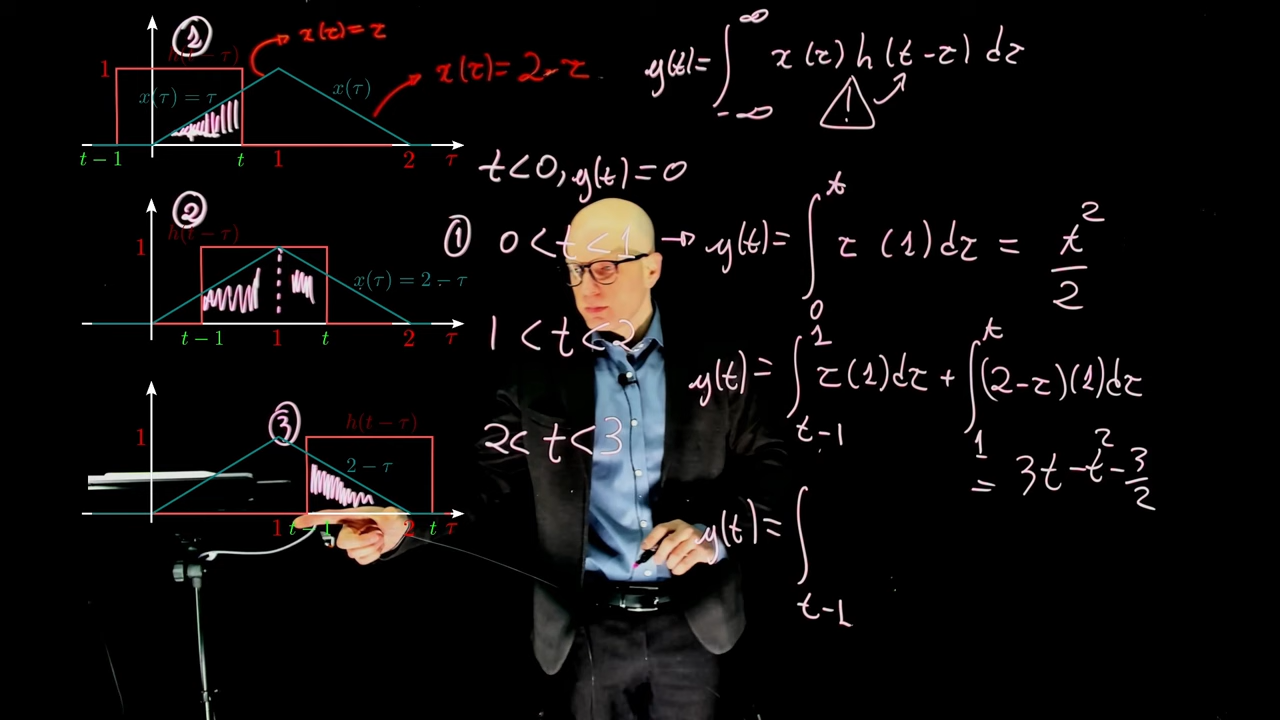 ①
h(t − τ)
x(τ) = τ
1
x(τ) = τ
x(τ)
x(τ) = 2-τ
t − 1
t
1
2
τ
②
h(t − τ)
1
x(τ) = 2 − τ
t − 1
1
t
2
τ
③
h(t − τ)
1
2 − τ
1
t − 1
2
t
τ
y(t) = ∫_{-∞}^{∞} x(τ) h (t-τ) dτ
!
t<0, y(t) = 0
① 0 < t < 1 → y(t) = ∫_0^t τ (1) dτ = t²/2
1 < t < 2
y(t) = ∫_{t-1}^{1} τ(1)dτ + ∫_1^t (2-τ)(1)dτ
= 3t - t² - 3/2
2 < t < 3
y(t) = ∫_{t-1}